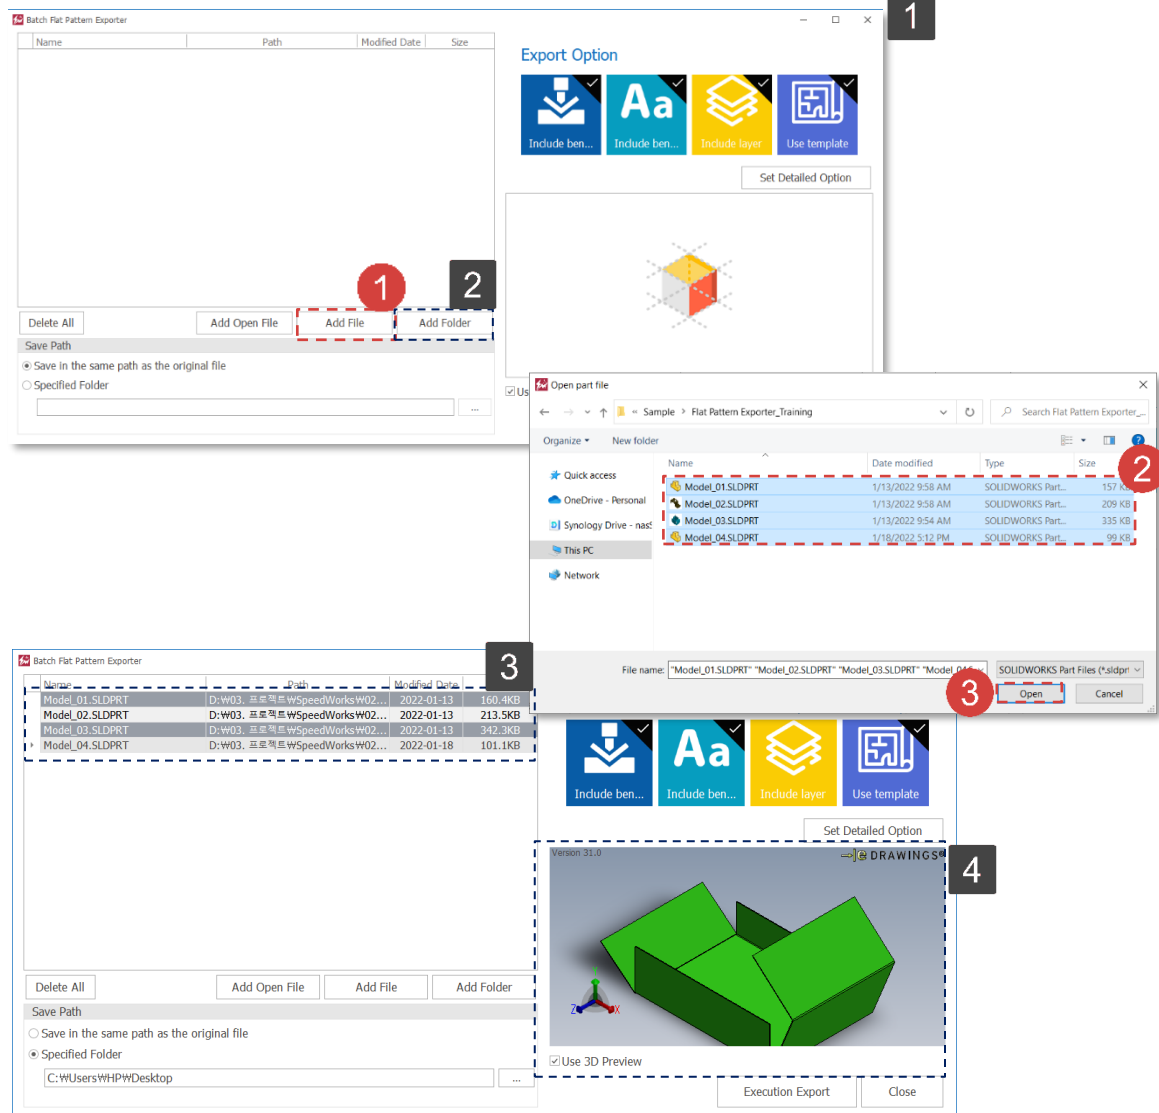 Batch Flat Pattern Exporter
1
Name Path Modified Date Size
Export Option
Include ben... Include ben... Include layer Use template
Set Detailed Option
1 2
Delete All Add Open File Add File Add Folder
Save Path
Save in the same path as the original file
Specified Folder
...
Us
Open part file
« Sample > Flat Pattern Exporter_Training
Search Flat Pattern Exporter_...
Organize New folder
?
Name Date modified Type Size
2
Quick access
OneDrive - Personal
Synology Drive - nas
This PC
Network
Model_01.SLDPRT 1/13/2022 9:58 AM SOLIDWORKS Part... 157 KB
Model_02.SLDPRT 1/13/2022 9:58 AM SOLIDWORKS Part... 209 KB
Model_03.SLDPRT 1/13/2022 9:54 AM SOLIDWORKS Part... 335 KB
Model_04.SLDPRT 1/18/2022 5:12 PM SOLIDWORKS Part... 99 KB
File name: "Model_01.SLDPRT" "Model_02.SLDPRT" "Model_03.SLDPRT" "Model_04.S
SOLIDWORKS Part Files (*.sldprt
3
Open Cancel
Batch Flat Pattern Exporter
3
Name Path Modified Date
Model_01.SLDPRT D:₩03. 프로젝트₩SpeedWorks₩02... 2022-01-13 160.4KB
Model_02.SLDPRT D:₩03. 프로젝트₩SpeedWorks₩02... 2022-01-13 213.5KB
Model_03.SLDPRT D:₩03. 프로젝트₩SpeedWorks₩02... 2022-01-13 342.3KB
Model_04.SLDPRT D:₩03. 프로젝트₩SpeedWorks₩02... 2022-01-18 101.1KB
Include ben... Include ben... Include layer Use template
Set Detailed Option
Version 31.0
eDRAWINGS®
4
Y
Z X
Delete All Add Open File Add File Add Folder
Save Path
Save in the same path as the original file
Specified Folder
C:₩Users₩HP₩Desktop
...
Use 3D Preview
Execution Export Close